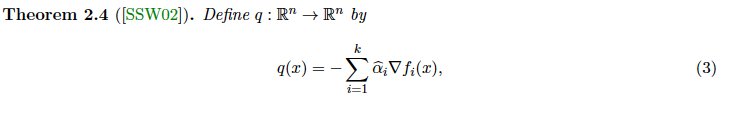 Theorem 2.4 ([SSW02]). Define q : ℝⁿ → ℝⁿ by
q(x) = − ∑_{i=1}^{k} α̂ᵢ∇fᵢ(x), (3)